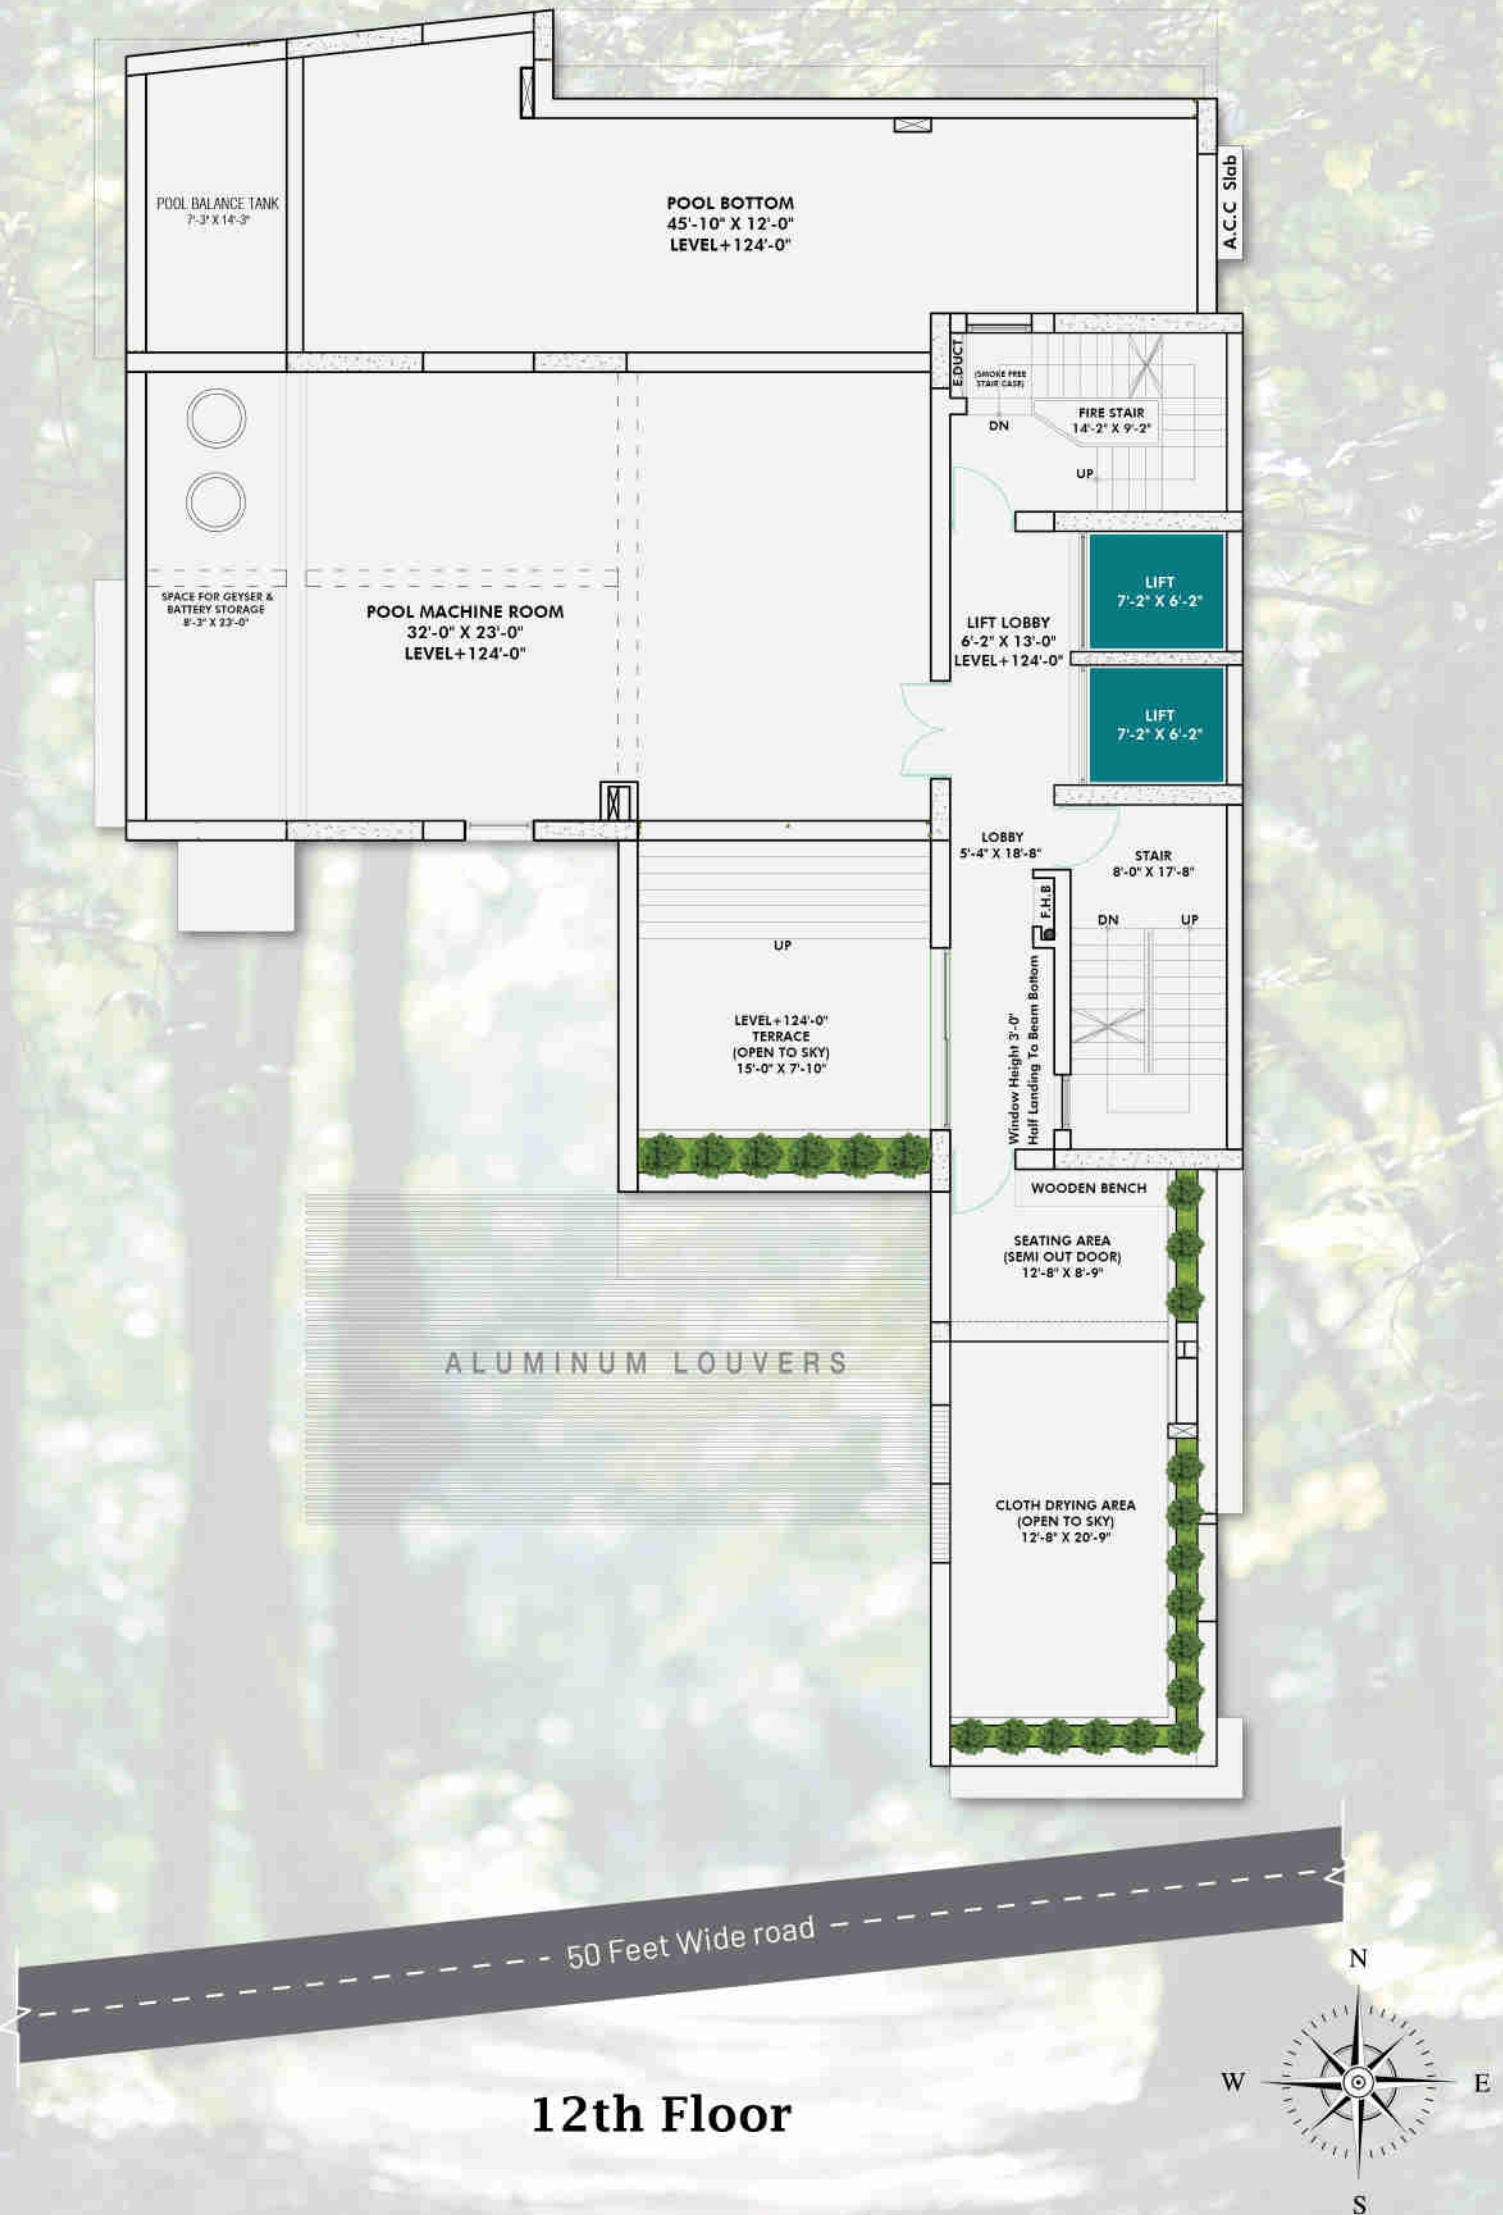 POOL BALANCE TANK
7'-3" X 14'-3"
POOL BOTTOM
45'-10" X 12'-0"
LEVEL+124'-0"
A.C.C Slab
E.DUCT
(SMOKE FREE
STAIR CASE)
DN
FIRE STAIR
14'-2" X 9'-2"
UP
SPACE FOR GEYSER &
BATTERY STORAGE
8'-3" X 23'-0"
POOL MACHINE ROOM
32'-0" X 23'-0"
LEVEL+124'-0"
LIFT LOBBY
6'-2" X 13'-0"
LEVEL+124'-0"
LIFT
7'-2" X 6'-2"
LIFT
7'-2" X 6'-2"
LOBBY
5'-4" X 18'-8"
STAIR
8'-0" X 17'-8"
F.H.B
DN
UP
UP
LEVEL+124'-0"
TERRACE
(OPEN TO SKY)
15'-0" X 7'-10"
Window Height 3'-0"
Half Landing To Beam Bottom
WOODEN BENCH
SEATING AREA
(SEMI OUT DOOR)
12'-8" X 8'-9"
ALUMINUM LOUVERS
CLOTH DRYING AREA
(OPEN TO SKY)
12'-8" X 20'-9"
50 Feet Wide road
N
W
E
S
12th Floor